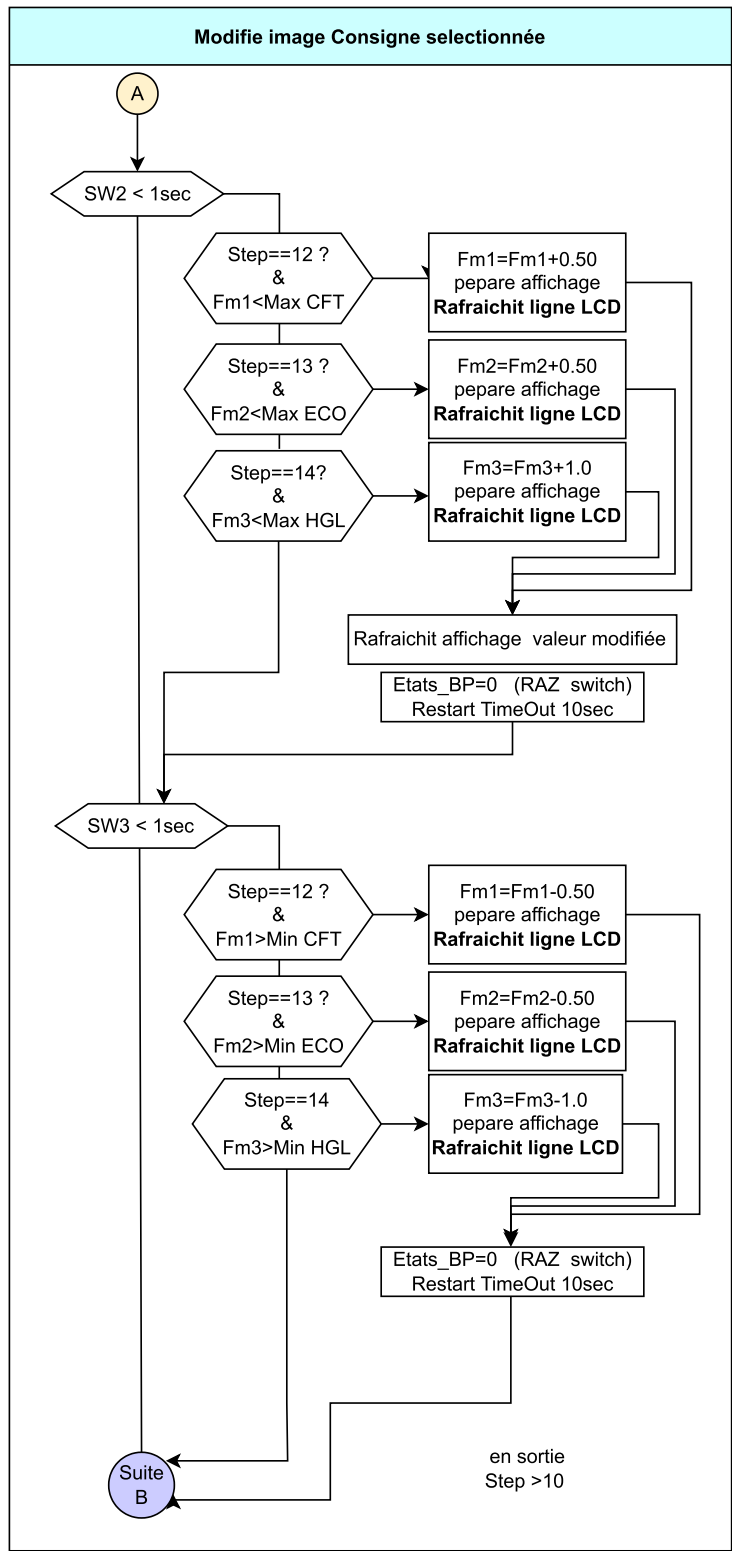 Modifie image Consigne selectionnée
A
SW2 < 1sec
Step==12 ?
&
Fm1<Max CFT
Fm1=Fm1+0.50
pepare affichage
Rafraichit ligne LCD
Step==13 ?
&
Fm2<Max ECO
Fm2=Fm2+0.50
pepare affichage
Rafraichit ligne LCD
Step==14?
&
Fm3<Max HGL
Fm3=Fm3+1.0
pepare affichage
Rafraichit ligne LCD
Rafraichit affichage valeur modifiée
Etats_BP=0 (RAZ switch)
Restart TimeOut 10sec
SW3 < 1sec
Step==12 ?
&
Fm1>Min CFT
Fm1=Fm1-0.50
pepare affichage
Rafraichit ligne LCD
Step==13 ?
&
Fm2>Min ECO
Fm2=Fm2-0.50
pepare affichage
Rafraichit ligne LCD
Step==14
&
Fm3>Min HGL
Fm3=Fm3-1.0
pepare affichage
Rafraichit ligne LCD
Etats_BP=0 (RAZ switch)
Restart TimeOut 10sec
en sortie
Step >10
Suite
B